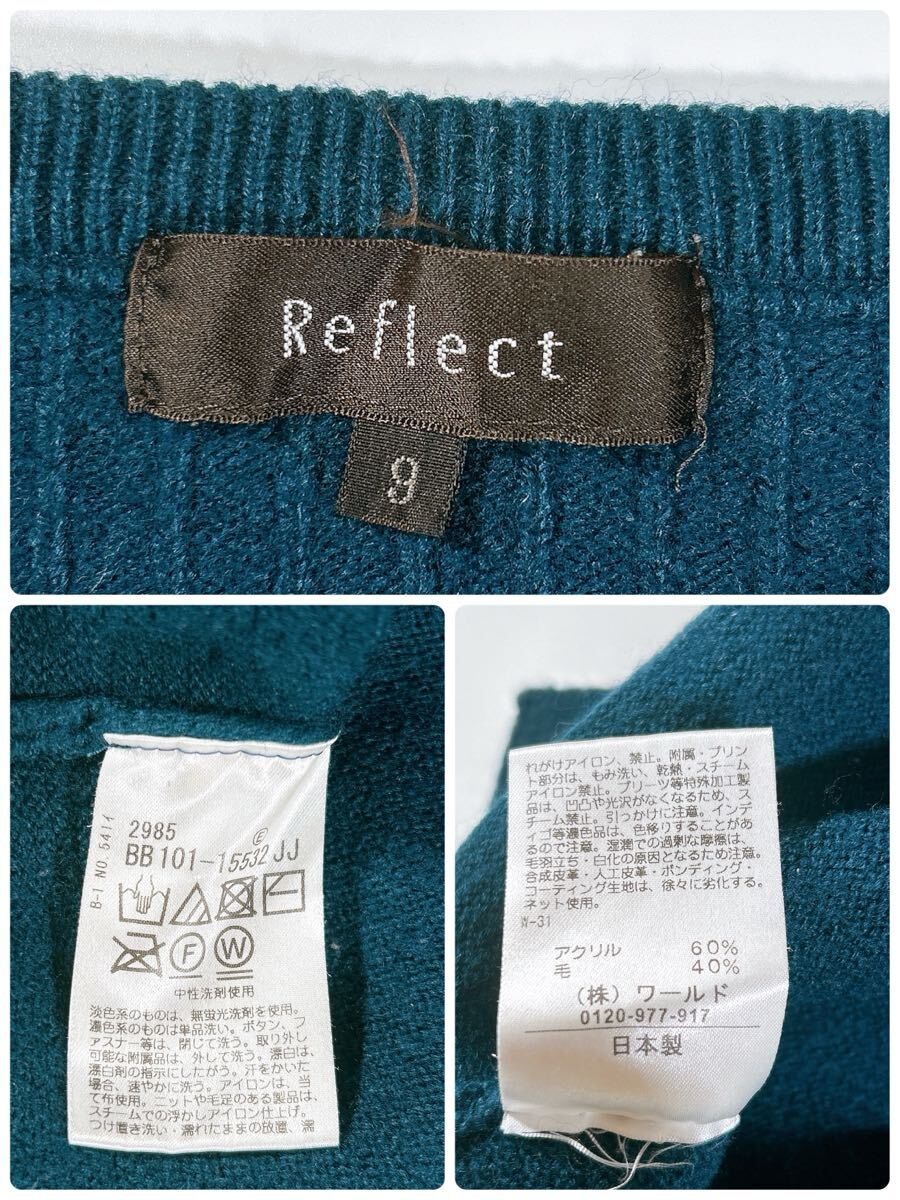 Reflect
9
B-1 NO.541イ
2985
BB101-15532 JJ
F W
中性洗剤使用
淡色系のものは、無蛍光洗剤を使用。
濃色系のものは単品洗い。ボタン、フ
ァスナー等は、閉じて洗う。取り外し
可能な附属品は、外して洗う。漂白は、
漂白剤の指示にしたがう。汗をかいた
場合、速やかに洗う。アイロンは、当
て布使用。ニットや毛足のある製品は、
スチームでの浮かしアイロン仕上げ。
つけ置き洗い・濡れたままの放置、濡
れがけアイロン、禁止。附属・プリン
ト部分は、もみ洗い、乾熱・スチーム
アイロン禁止。プリーツ等特殊加工製
品は、凹凸や光沢がなくなるため、ス
チーム禁止。引っかけに注意。インデ
ィゴ等濃色品は、色移りすることがあ
るので注意。湿潤での過剰な摩擦は、
毛羽立ち・白化の原因となるため注意。
合成皮革・人工皮革・ボンディング・
コーティング生地は、徐々に劣化する。
ネット使用。
W-31
アクリル 60%
毛 40%
(株) ワールド
0120-977-917
日本製